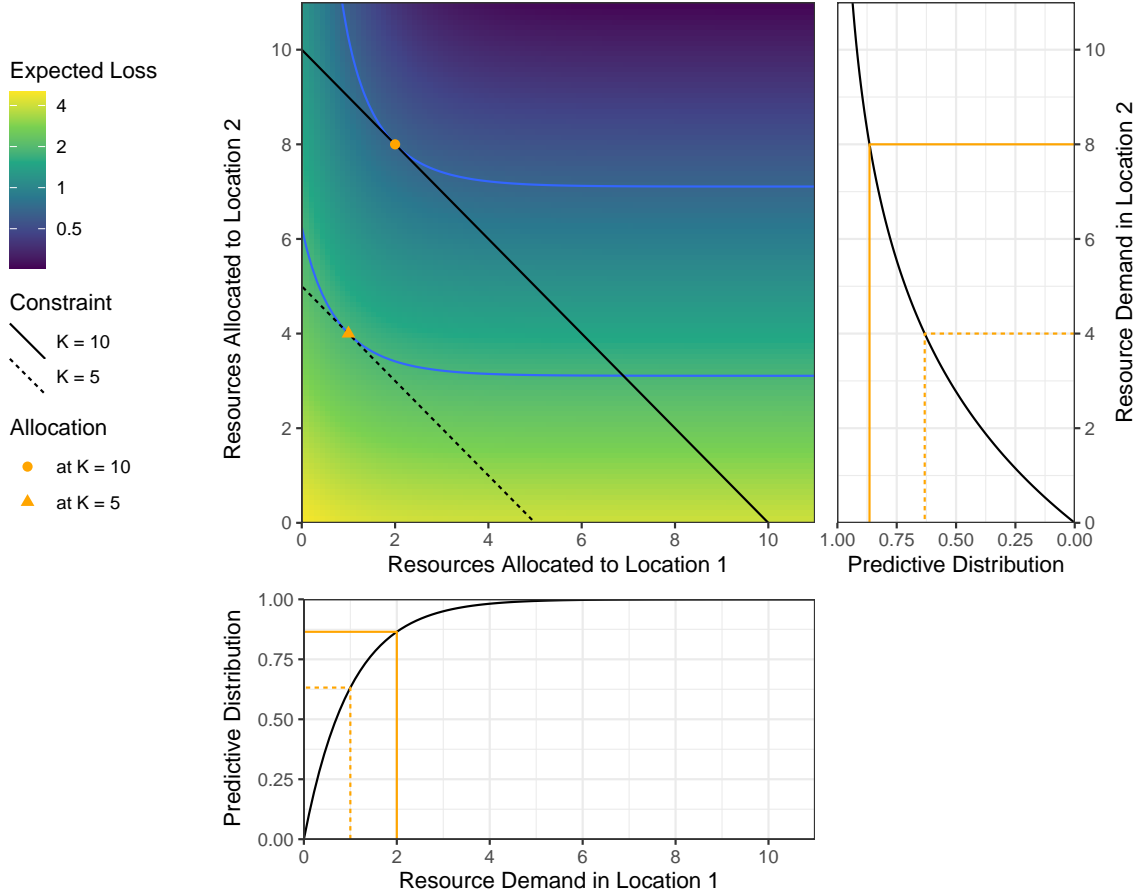 Expected Loss
4
2
1
0.5
Constraint
K = 10
K = 5
Allocation
at K = 10
at K = 5
Resources Allocated to Location 2
10
8
6
4
2
0
0 2 4 6 8 10
Resources Allocated to Location 1
10
8
6
4
2
0
Resource Demand in Location 2
1.00 0.75 0.50 0.25 0.00
Predictive Distribution
Predictive Distribution
1.00
0.75
0.50
0.25
0.00
0 2 4 6 8 10
Resource Demand in Location 1